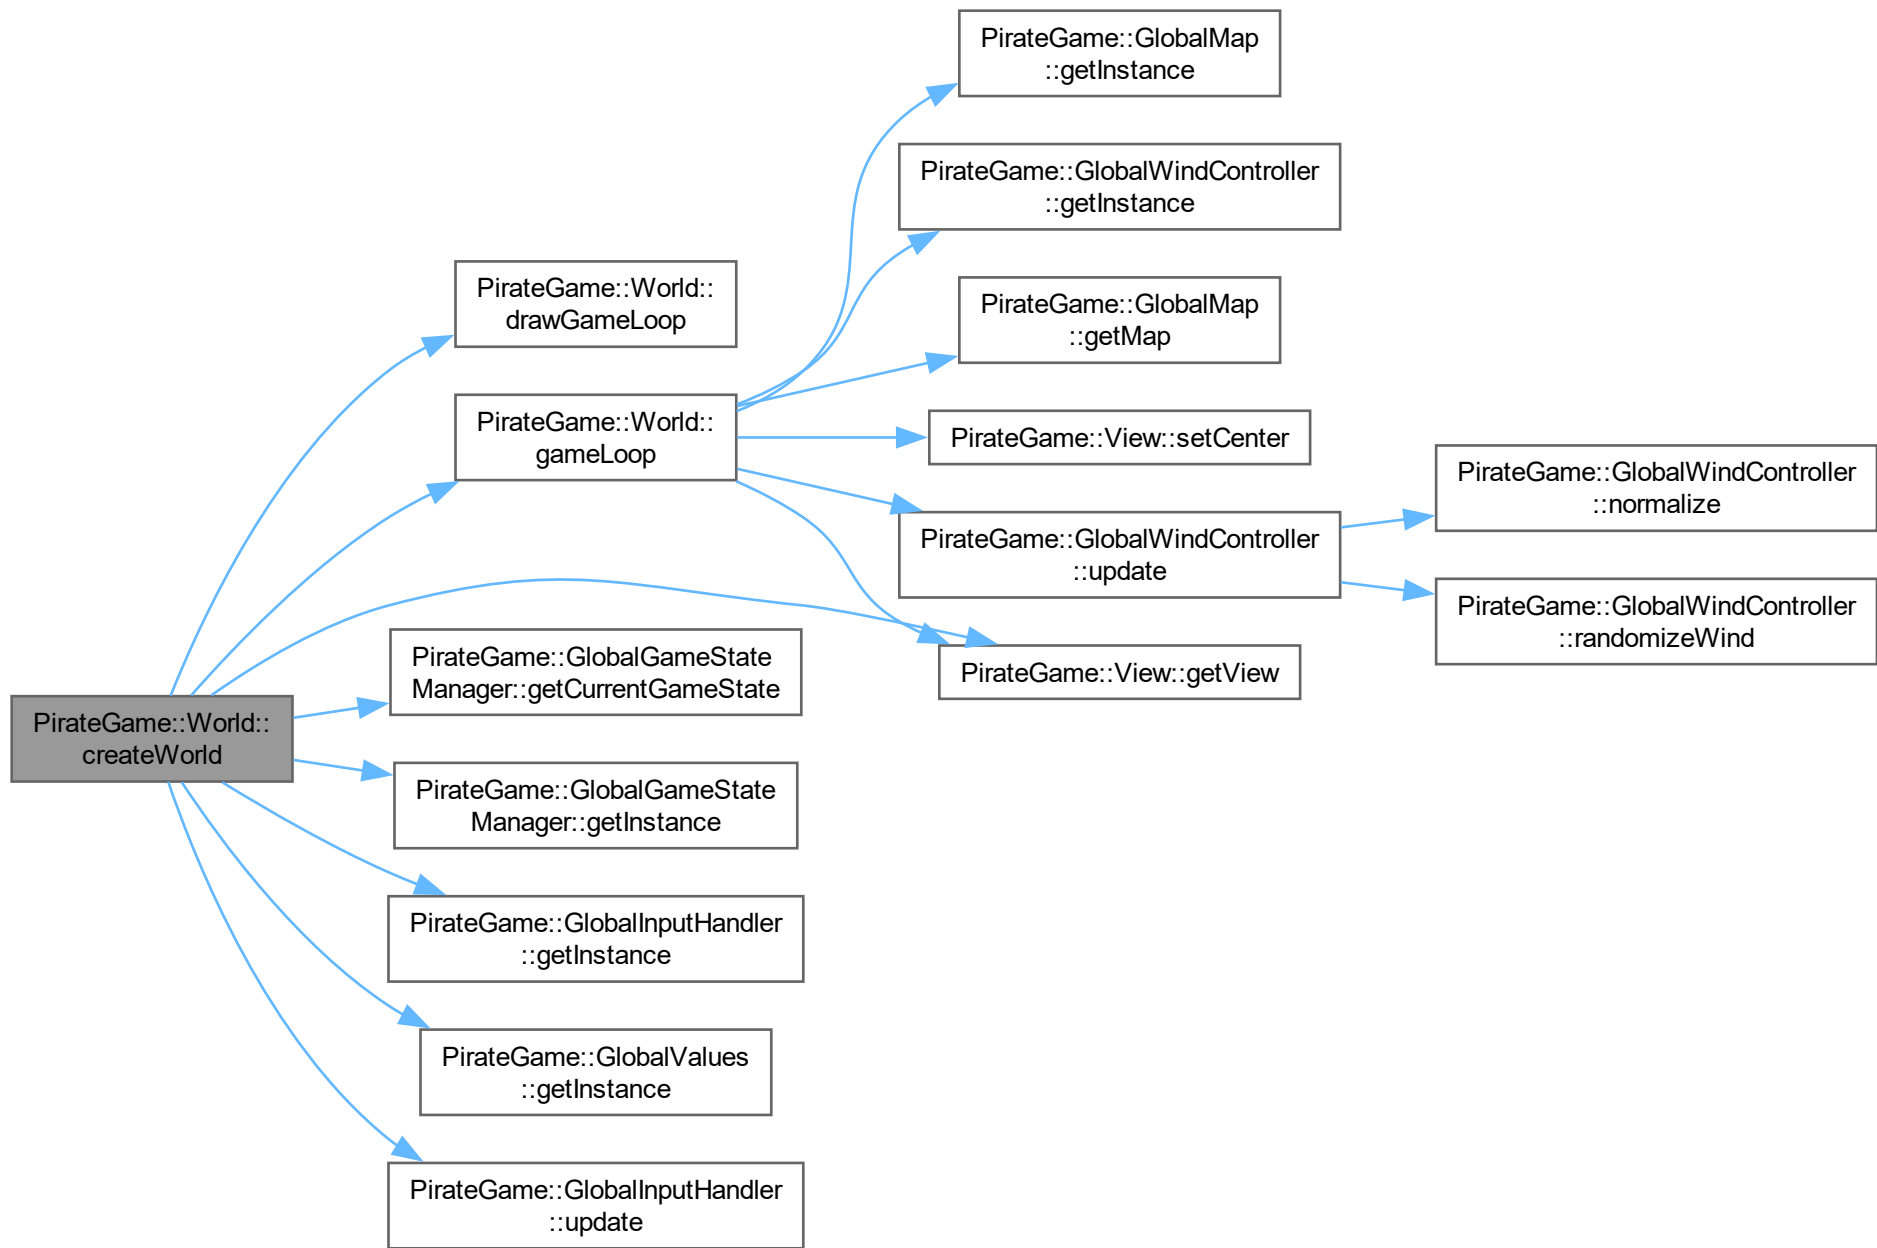 PirateGame::GlobalMap
::getInstance
PirateGame::GlobalWindController
::getInstance
PirateGame::World::
drawGameLoop
PirateGame::GlobalMap
::getMap
PirateGame::World::
gameLoop
PirateGame::View::setCenter
PirateGame::GlobalWindController
::normalize
PirateGame::GlobalWindController
::update
PirateGame::GlobalWindController
::randomizeWind
PirateGame::GlobalGameState
Manager::getCurrentGameState
PirateGame::View::getView
PirateGame::World::
createWorld
PirateGame::GlobalGameState
Manager::getInstance
PirateGame::GlobalInputHandler
::getInstance
PirateGame::GlobalValues
::getInstance
PirateGame::GlobalInputHandler
::update